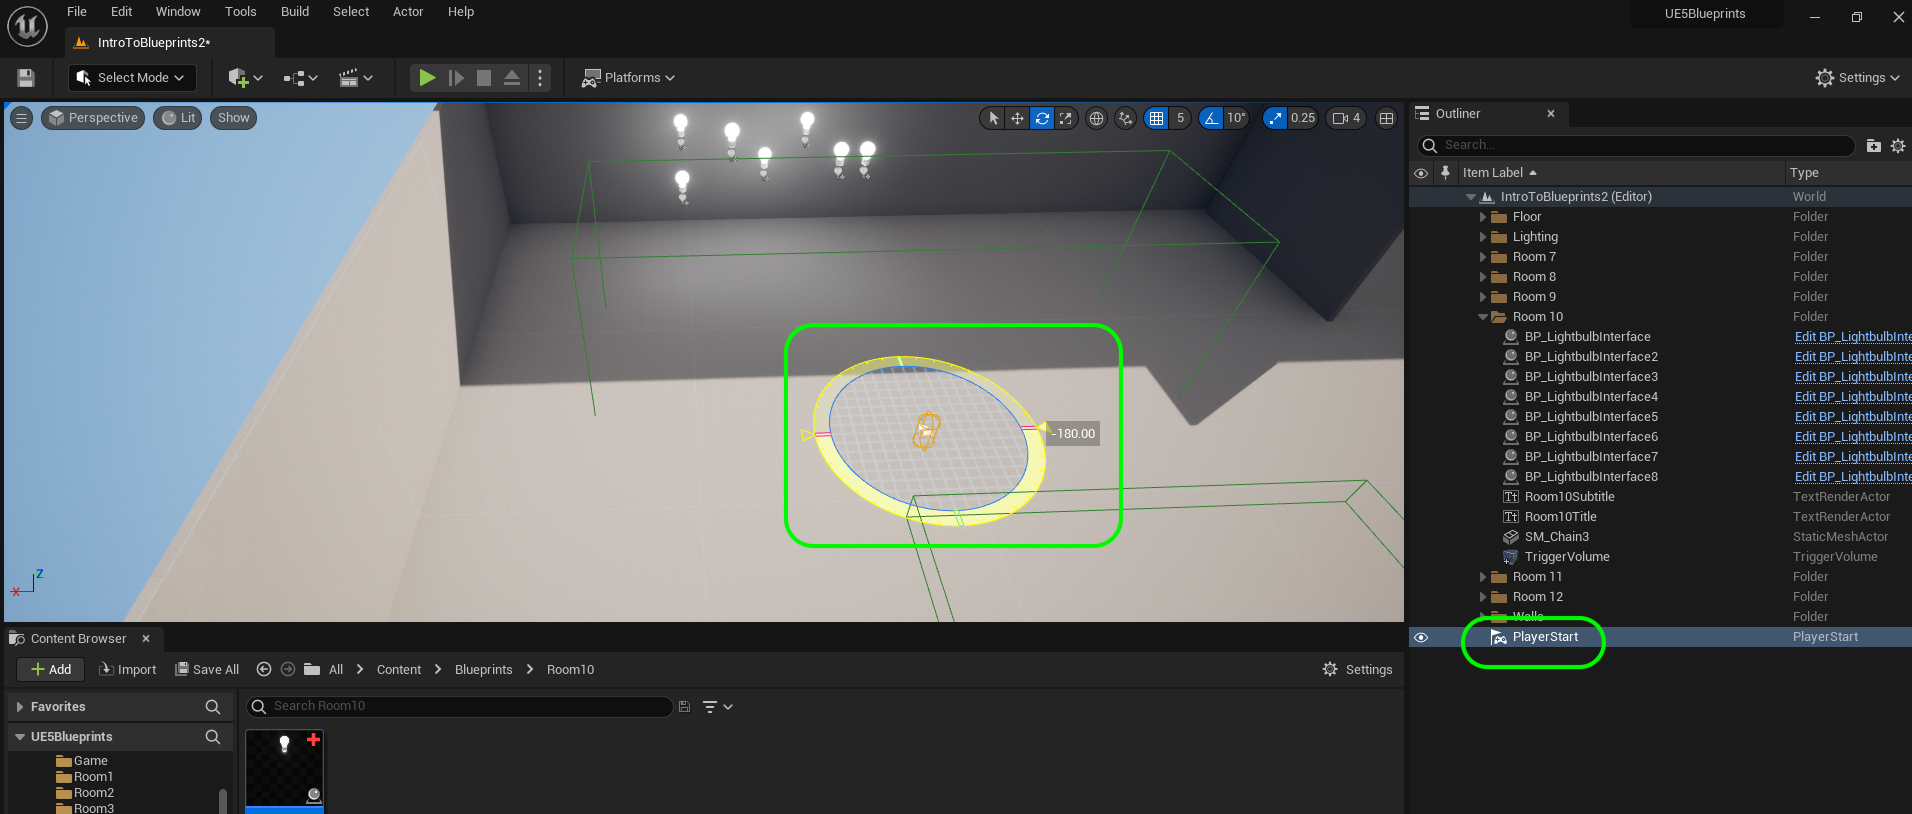 File Edit Window Tools Build Select Actor Help
UE5Blueprints
IntroToBlueprints2*
Select Mode
Platforms
Settings
Perspective Lit Show
5 10° 0.25 4
-180.00
Z
X
Outliner
Search...
Item Label Type
IntroToBlueprints2 (Editor) World
Floor Folder
Lighting Folder
Room 7 Folder
Room 8 Folder
Room 9 Folder
Room 10 Folder
BP_LightbulbInterface Edit BP_LightbulbInte
BP_LightbulbInterface2 Edit BP_LightbulbInte
BP_LightbulbInterface3 Edit BP_LightbulbInte
BP_LightbulbInterface4 Edit BP_LightbulbInte
BP_LightbulbInterface5 Edit BP_LightbulbInte
BP_LightbulbInterface6 Edit BP_LightbulbInte
BP_LightbulbInterface7 Edit BP_LightbulbInte
BP_LightbulbInterface8 Edit BP_LightbulbInte
Tt Room10Subtitle TextRenderActor
Tt Room10Title TextRenderActor
SM_Chain3 StaticMeshActor
TriggerVolume TriggerVolume
Room 11 Folder
Room 12 Folder
Walls Folder
PlayerStart PlayerStart
Content Browser
Add Import Save All All Content Blueprints Room10
Settings
Favorites
Search Room10
UE5Blueprints
Game
Room1
Room2
Room3